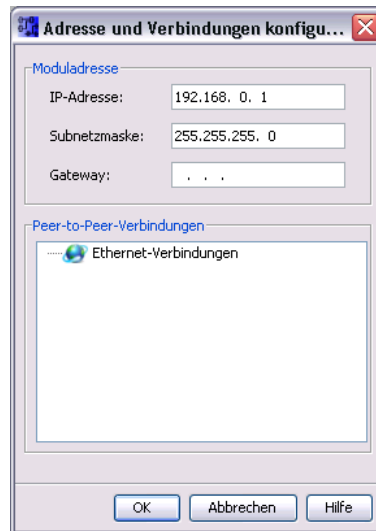 Adresse und Verbindungen konfigu...
Moduladresse
IP-Adresse: 192.168. 0. 1
Subnetzmaske: 255.255.255. 0
Gateway: . . .
Peer-to-Peer-Verbindungen
Ethernet-Verbindungen
OK Abbrechen Hilfe